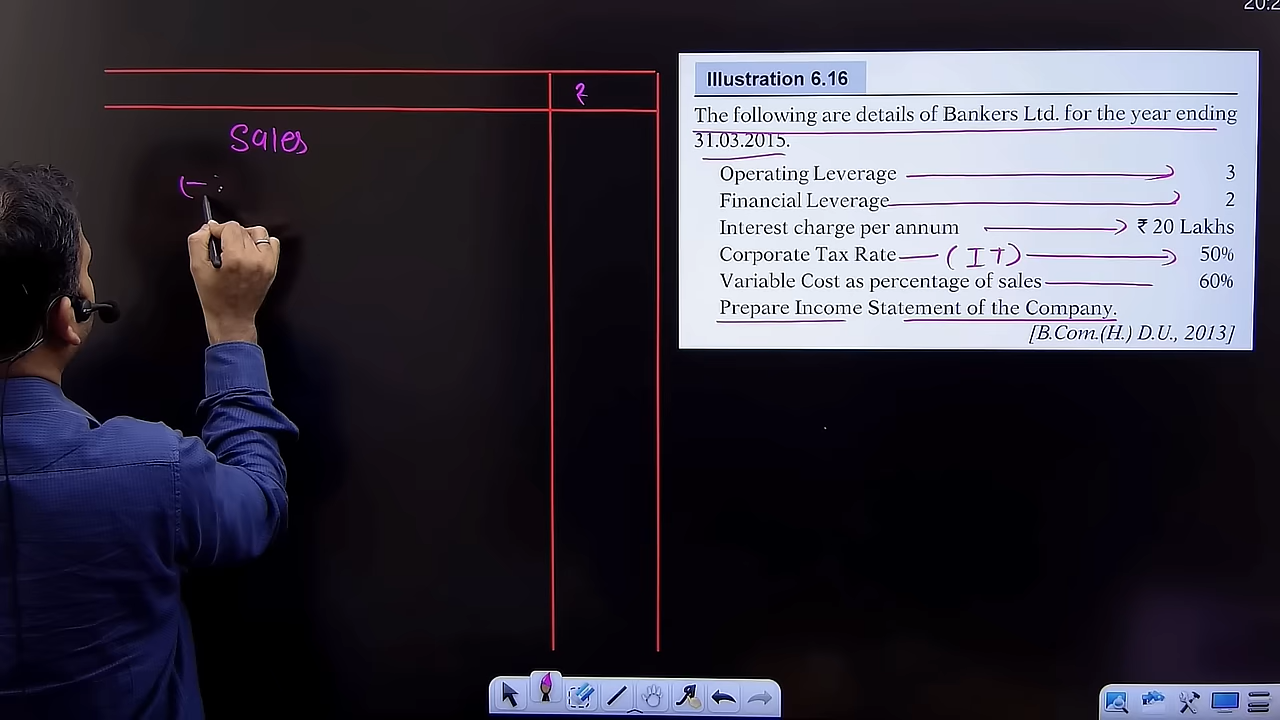 ₹
Sales
(-)
Illustration 6.16
The following are details of Bankers Ltd. for the year ending
31.03.2015.
Operating Leverage 3
Financial Leverage 2
Interest charge per annum ₹ 20 Lakhs
Corporate Tax Rate (IT) 50%
Variable Cost as percentage of sales 60%
Prepare Income Statement of the Company.
[B.Com.(H.) D.U., 2013]